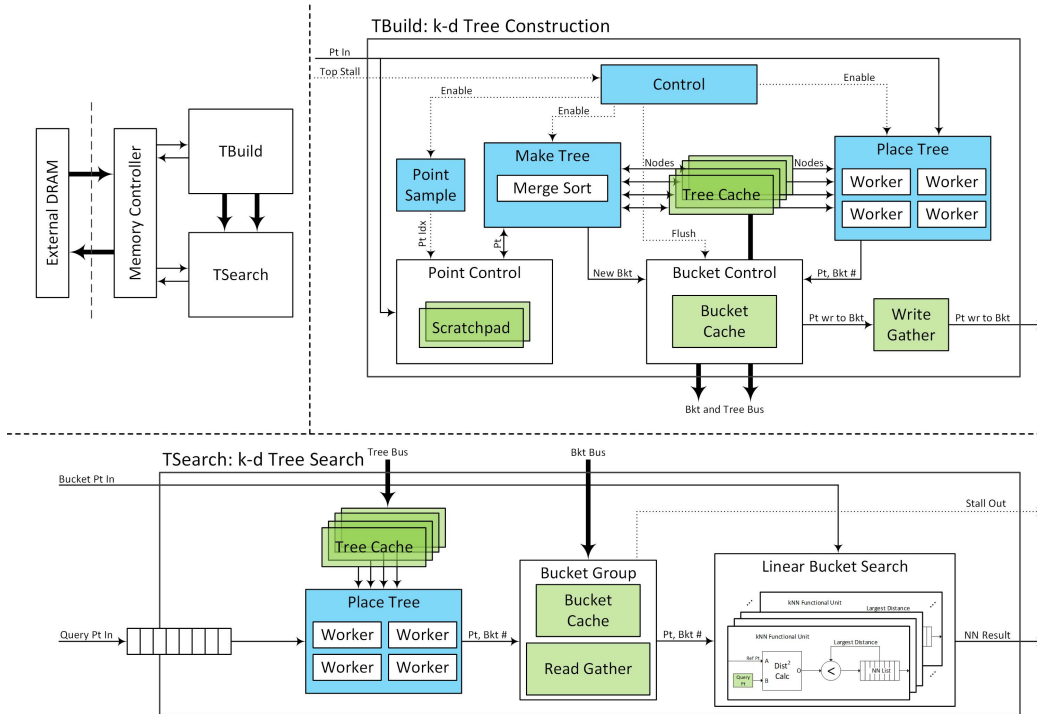 TBuild: k-d Tree Construction
Pt In
Top Stall
Control
Enable
Enable
Enable
External DRAM
Memory Controller
TBuild
TSearch
Point
Sample
Make Tree
Merge Sort
Nodes
Tree Cache
Nodes
Place Tree
Worker
Worker
Worker
Worker
Pt Idx
Pt
Flush
Point Control
Scratchpad
New Bkt
Bucket Control
Bucket
Cache
Pt, Bkt #
Pt wr to Bkt
Write
Gather
Pt wr to Bkt
Bkt and Tree Bus
TSearch: k-d Tree Search
Tree Bus
Bkt Bus
Bucket Pt In
Stall Out
Tree Cache
Place Tree
Worker
Worker
Worker
Worker
Query Pt In
Pt, Bkt #
Bucket Group
Bucket
Cache
Read Gather
Pt, Bkt #
Linear Bucket Search
kNN Functional Unit
Largest Distance
kNN Functional Unit
Largest Distance
Ref Pt
A
Dist²
Calc
O
<
NN List
Query
Pt
B
NN Result